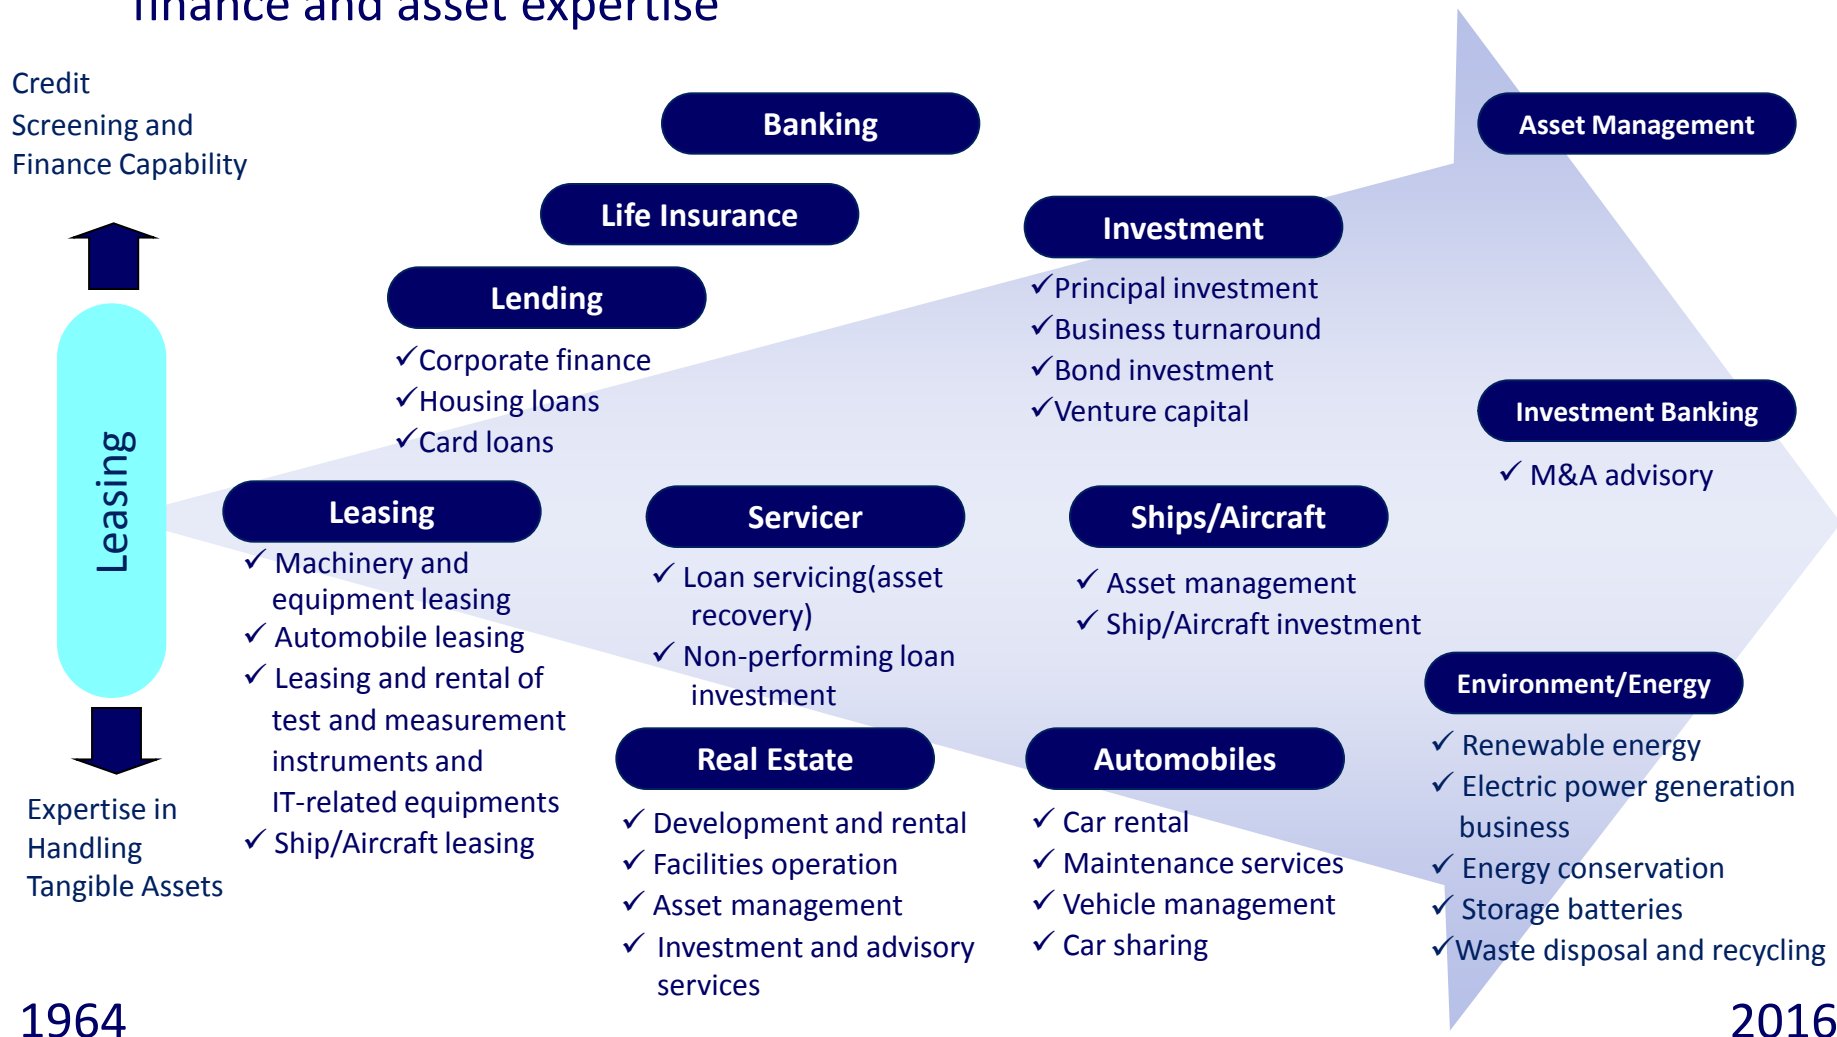 finance and asset expertise
Credit
Screening and
Finance Capability
Leasing
Expertise in
Handling
Tangible Assets
Banking
Life Insurance
Lending
✓Corporate finance
✓Housing loans
✓Card loans
Leasing
✓ Machinery and
equipment leasing
✓ Automobile leasing
✓ Leasing and rental of
test and measurement
instruments and
IT-related equipments
✓ Ship/Aircraft leasing
Servicer
✓ Loan servicing(asset
recovery)
✓ Non-performing loan
investment
Real Estate
✓ Development and rental
✓ Facilities operation
✓ Asset management
✓ Investment and advisory
services
Investment
✓Principal investment
✓Business turnaround
✓Bond investment
✓Venture capital
Ships/Aircraft
✓ Asset management
✓ Ship/Aircraft investment
Automobiles
✓ Car rental
✓ Maintenance services
✓ Vehicle management
✓ Car sharing
Asset Management
Investment Banking
✓ M&A advisory
Environment/Energy
✓ Renewable energy
✓ Electric power generation
business
✓ Energy conservation
✓ Storage batteries
✓Waste disposal and recycling
1964
2016